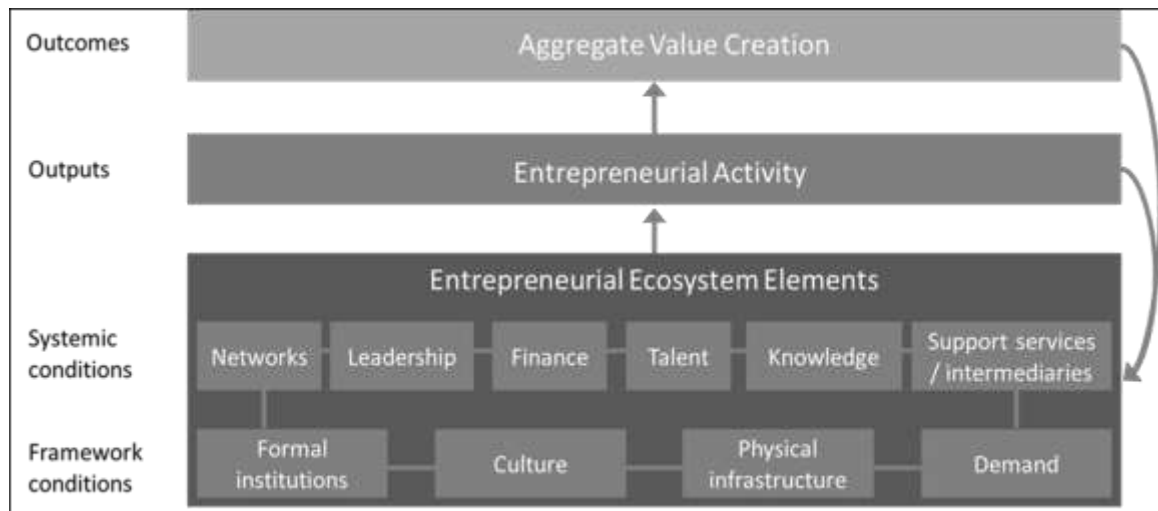 Outcomes
Aggregate Value Creation
Outputs
Entrepreneurial Activity
Entrepreneurial Ecosystem Elements
Systemic
conditions
Networks
Leadership
Finance
Talent
Knowledge
Support services
/ intermediaries
Framework
conditions
Formal
institutions
Culture
Physical
infrastructure
Demand